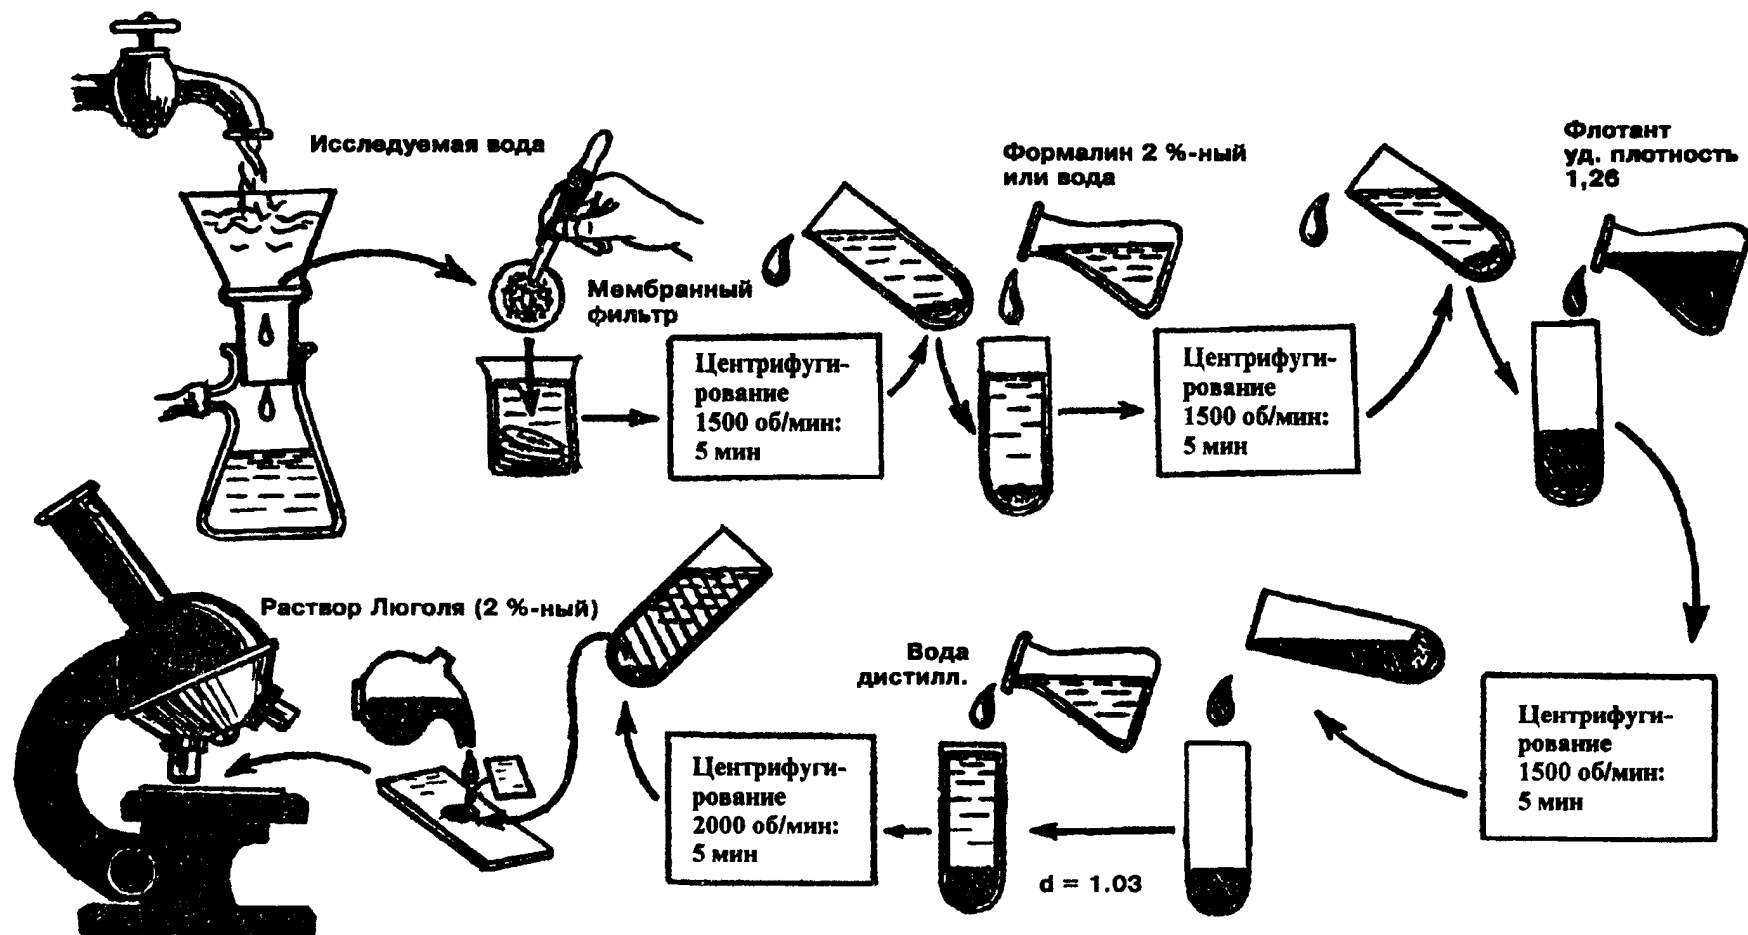 Исследуемая вода
Мембранный
фильтр
Центрифуги-
рование
1500 об/мин:
5 мин
Формалин 2 %-ный
или вода
Центрифуги-
рование
1500 об/мин:
5 мин
Флотант
уд. плотность
1,26
Центрифуги-
рование
1500 об/мин:
5 мин
d = 1.03
Вода
дистилл.
Центрифуги-
рование
2000 об/мин:
5 мин
Раствор Люголя (2 %-ный)